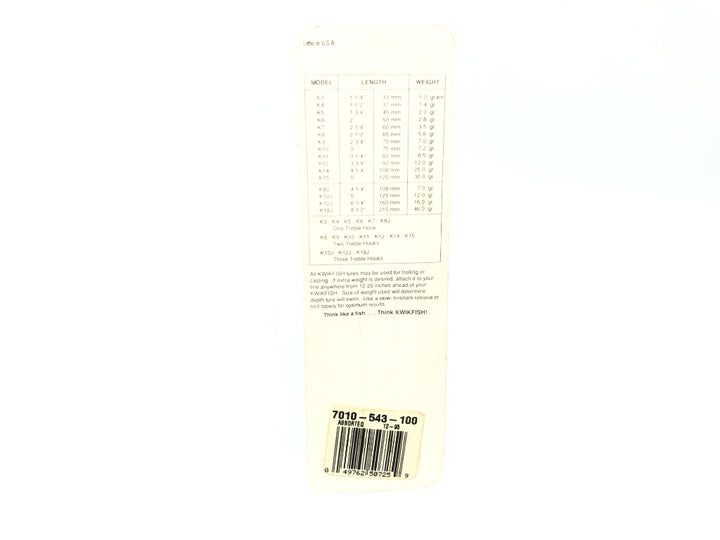 Litho in U.S.A.
MODEL LENGTH WEIGHT
K3 1 1/4" 33 mm 1.0 gram
K4 1 1/2" 37 mm 1.4 gr
K5 1 3/4" 45 mm 2.0 gr
K6 2" 50 mm 2.8 gr
K7 2 1/4" 60 mm 3.5 gr
K8 2 1/2" 65 mm 5.6 gr
K9 2 3/4" 70 mm 7.0 gr
K10 3" 75 mm 7.2 gr
K11 3 1/4" 82 mm 8.5 gr
K12 3 3/4" 92 mm 12.0 gr
K14 4 1/4" 108 mm 25.0 gr
K15 5" 125 mm 30.0 gr
K8J 4 1/4" 108 mm 7.0 gr
K10J 5" 125 mm 12.0 gr
K12J 6 1/4" 160 mm 16.0 gr
K18J 8 1/2" 215 mm 46.0 gr
K3 - K4 - K5 - K6 - K7 - K8J
One Treble Hook
K8 - K9 - K10 - K11 - K12 - K14 - K15
Two Treble Hooks
K10J - K12J - K18J
Three Treble Hooks
All KWIKFISH lures may be used for trolling or
casting. If extra weight is desired, attach it to your
line anywhere from 12-20 inches ahead of your
KWIKFISH. Size of weight used will determine
depth lure will swim. Use a slow, hesitant retrieve or
troll slowly for optimum results.
Think like a fish . . . . Think KWIKFISH!
7010-543-100
ASSORTED 12-95
0 49762 50725 9